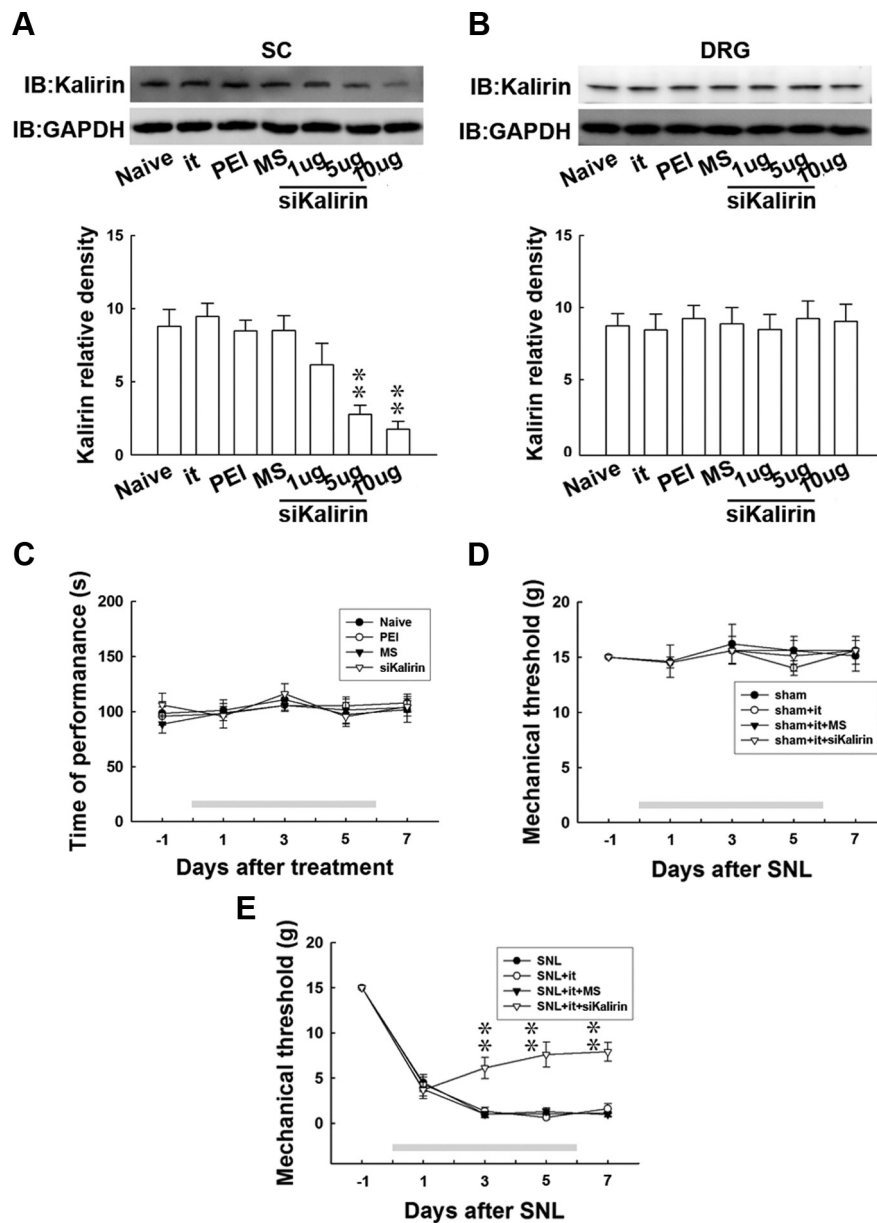 A
SC
IB:Kalirin
IB:GAPDH
Naive it PEI MS 1ug 5ug 10ug
siKalirin
Kalirin relative density
15
10
5
0
**
**
Naive it PEI MS 1ug 5ug 10ug
siKalirin
B
DRG
IB:Kalirin
IB:GAPDH
Naive it PEI MS 1ug 5ug 10ug
siKalirin
Kalirin relative density
15
10
5
0
Naive it PEI MS 1ug 5ug 10ug
siKalirin
C
Time of performanance (s)
200
150
100
50
0
Naive
PEI
MS
siKalirin
-1 1 3 5 7
Days after treatment
D
Mechanical threshold (g)
20
15
10
5
0
sham
sham+it
sham+it+MS
sham+it+siKalirin
-1 1 3 5 7
Days after SNL
E
Mechanical threshold (g)
20
15
10
5
0
SNL
SNL+it
SNL+it+MS
SNL+it+siKalirin
** ** **
-1 1 3 5 7
Days after SNL